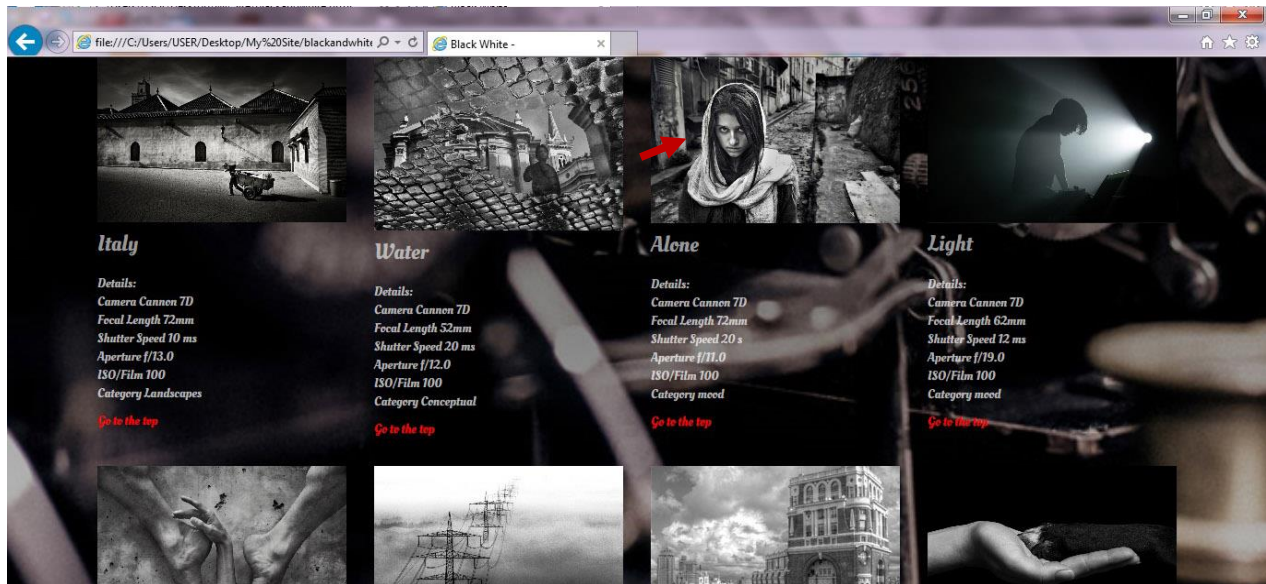 file:///C:/Users/USER/Desktop/My%20Site/blackandwhite
Black White -
256
Italy
Details:
Camera Cannon 7D
Focal Length 72mm
Shutter Speed 10 ms
Aperture f/13.0
ISO/Film 100
Category Landscapes
Go to the top
Water
Details:
Camera Cannon 7D
Focal Length 52mm
Shutter Speed 20 ms
Aperture f/12.0
ISO/Film 100
Category Conceptual
Go to the top
Alone
Details:
Camera Cannon 7D
Focal Length 72mm
Shutter Speed 20 s
Aperture f/11.0
ISO/Film 100
Category mood
Go to the top
Light
Details:
Camera Cannon 7D
Focal Length 62mm
Shutter Speed 12 ms
Aperture f/19.0
ISO/Film 100
Category mood
Go to the top